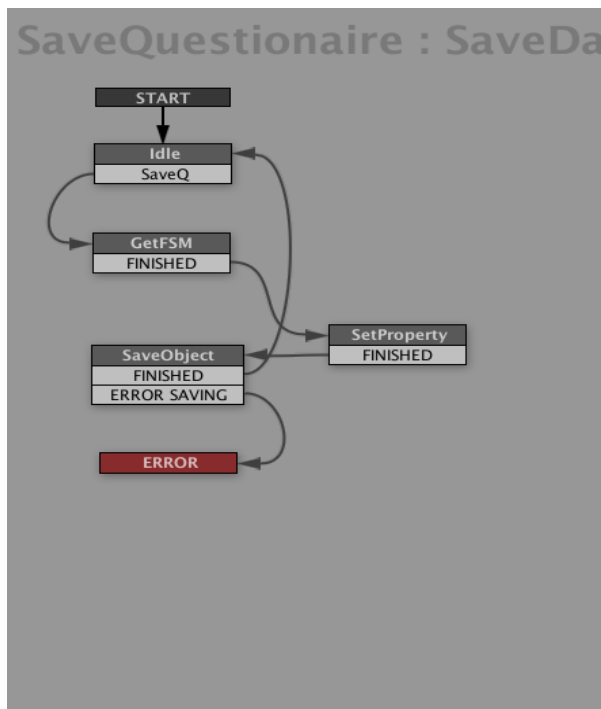 SaveQuestionaire : SaveDa
START
Idle
SaveQ
GetFSM
FINISHED
SetProperty
FINISHED
SaveObject
FINISHED
ERROR SAVING
ERROR